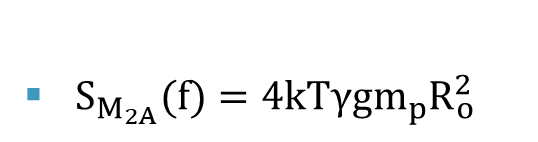 ▪ S_{M_{2A}}(f) = 4kTγgm_pR_o^2